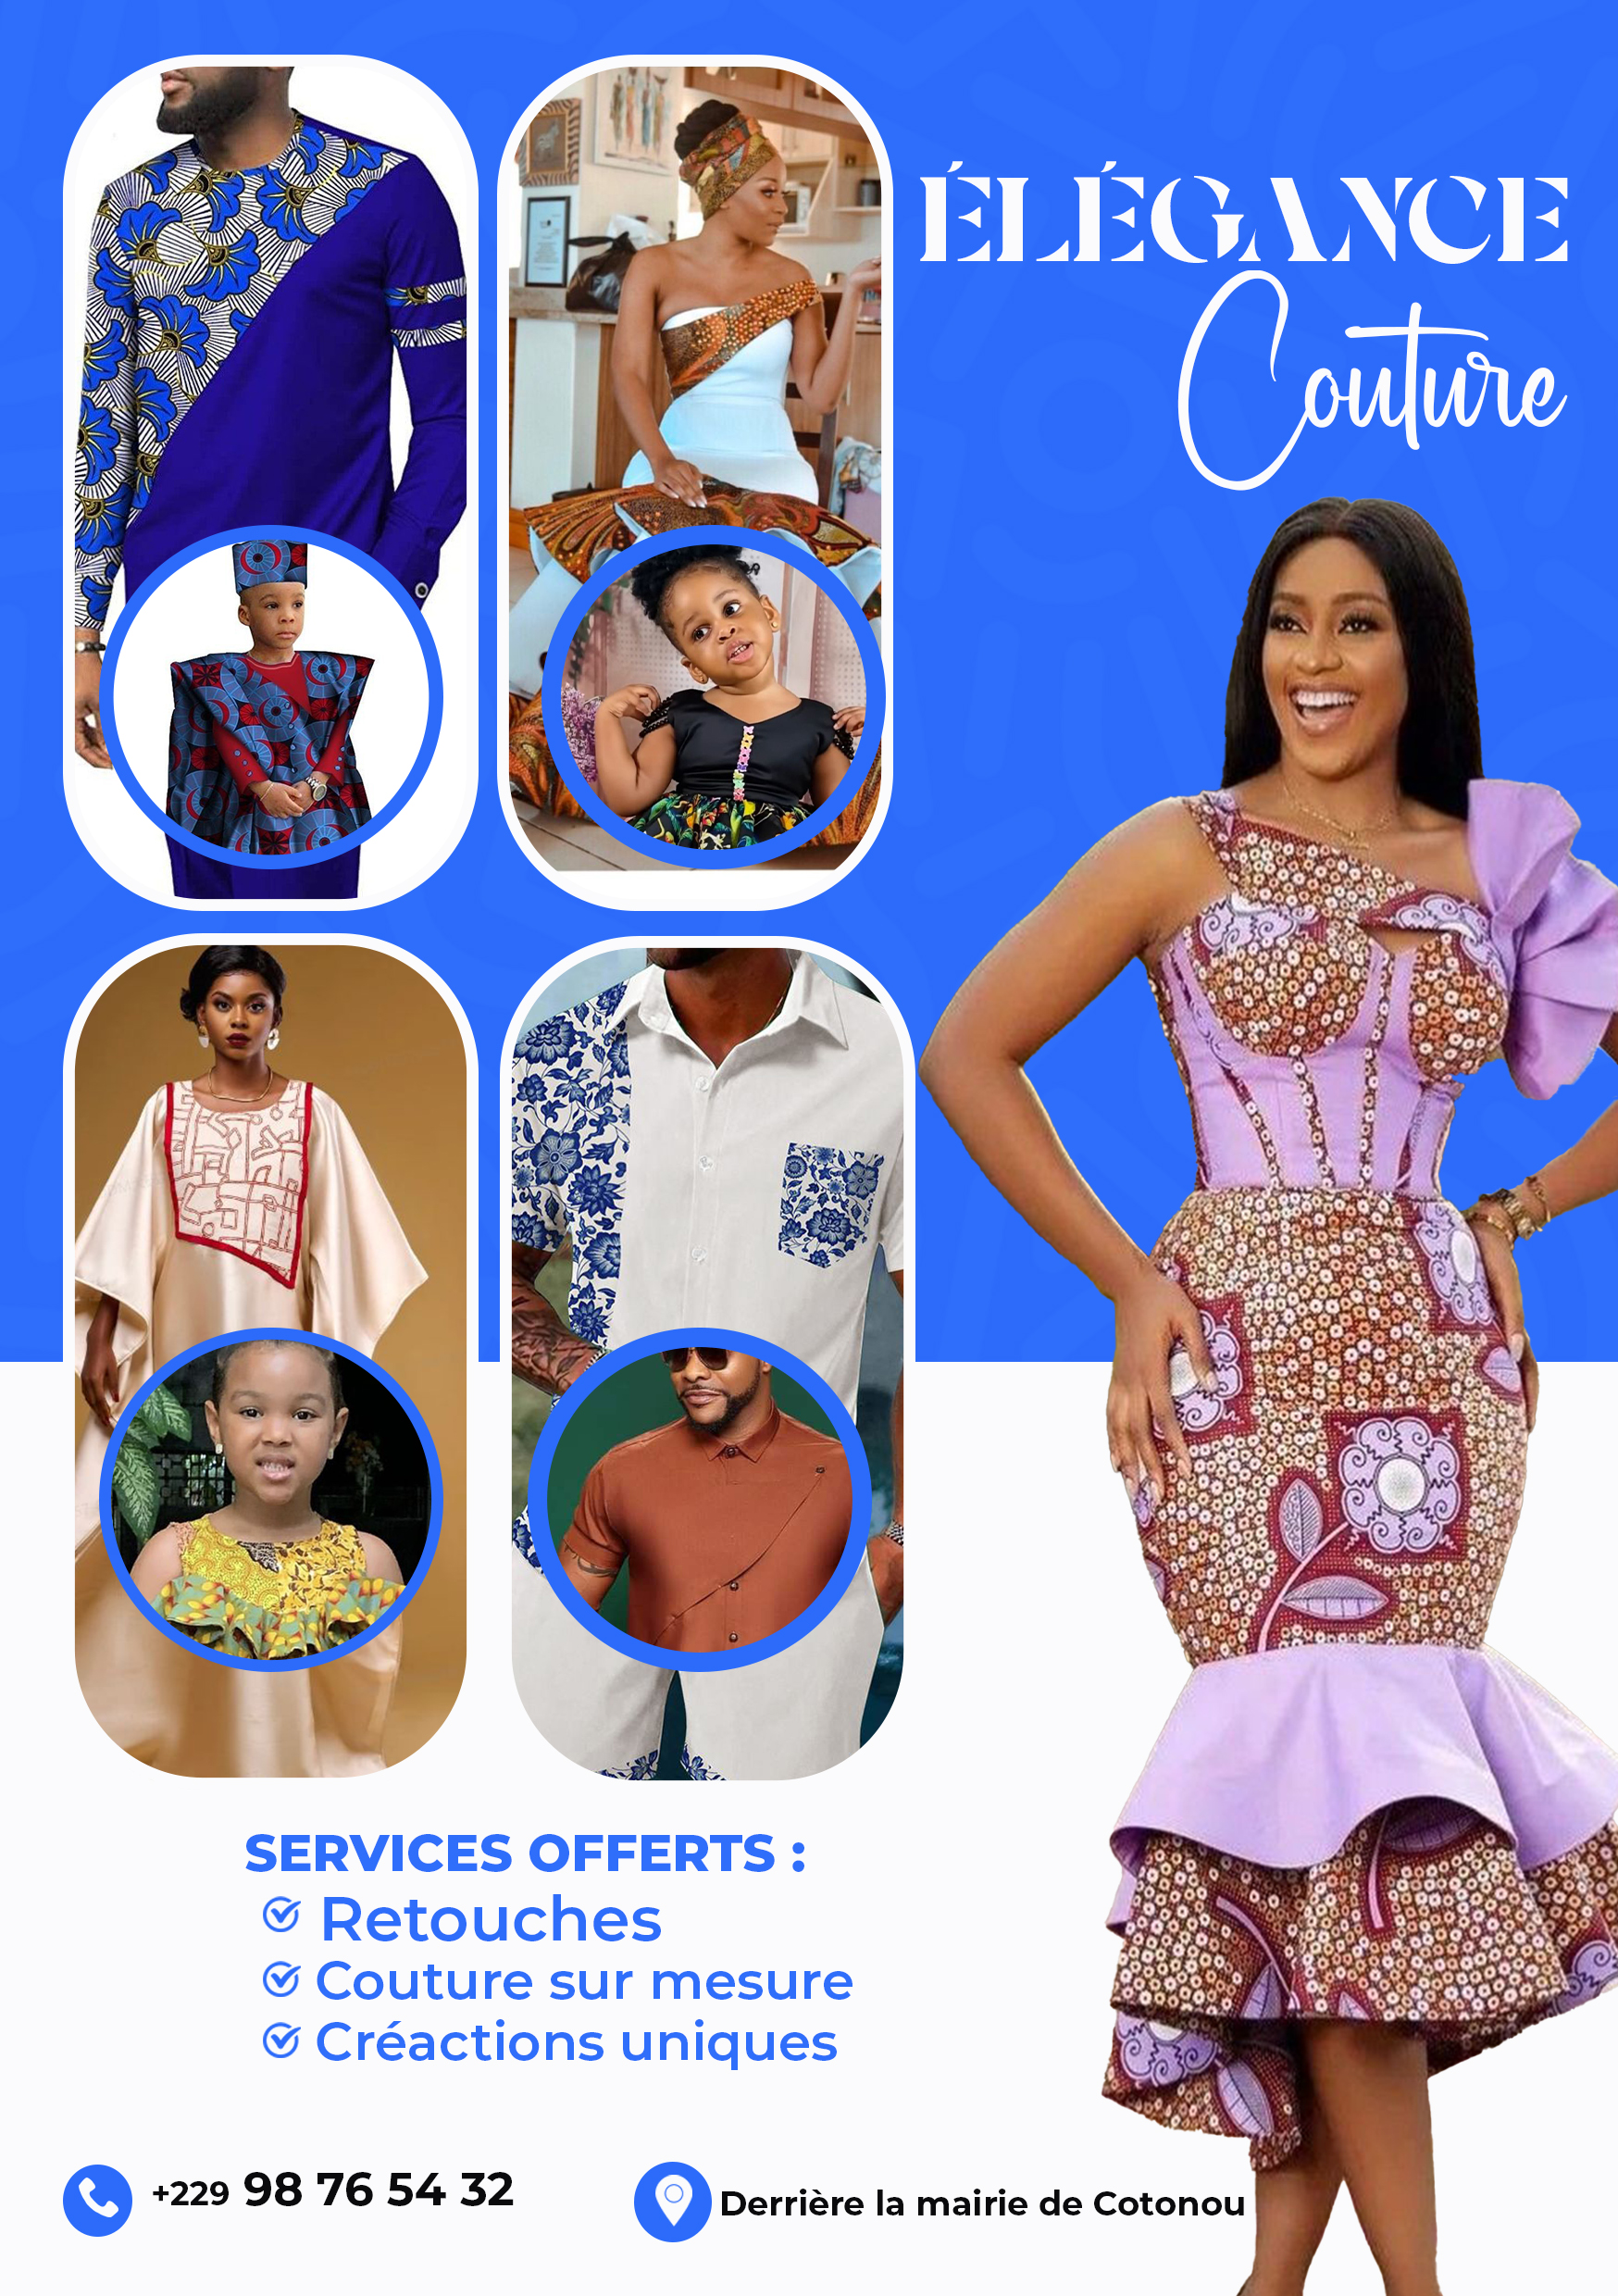 ÉLÉGANCE
Couture
SERVICES OFFERTS :
Retouches
Couture sur mesure
Créactions uniques
+229 98 76 54 32
Derrière la mairie de Cotonou